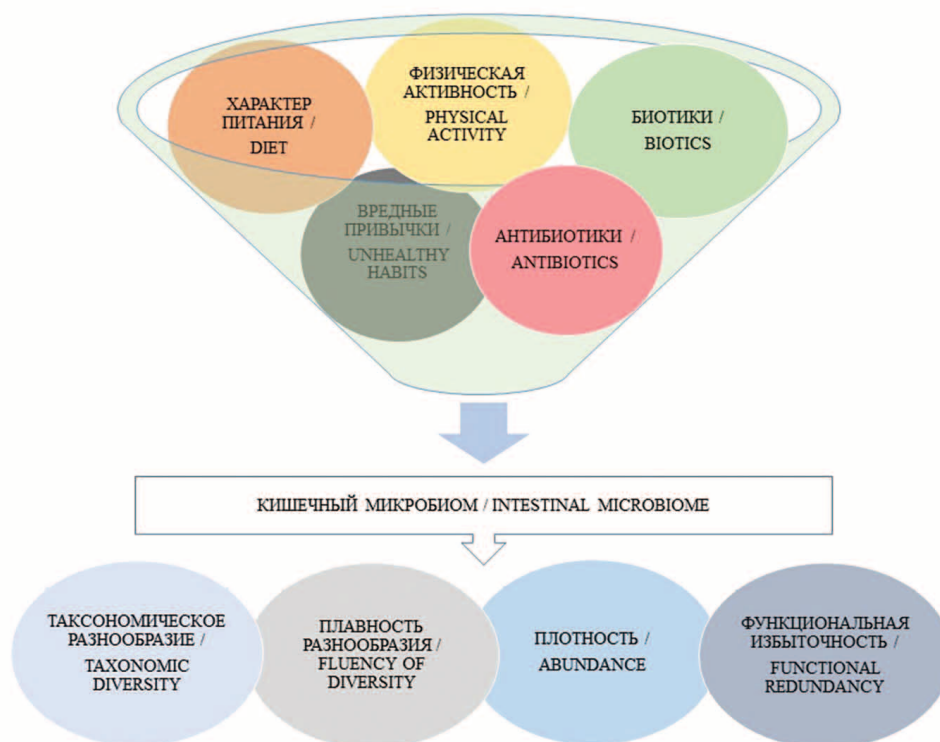 ХАРАКТЕР
ПИТАНИЯ /
DIET
ФИЗИЧЕСКАЯ
АКТИВНОСТЬ /
PHYSICAL
ACTIVITY
БИОТИКИ /
BIOTICS
ВРЕДНЫЕ
ПРИВЫЧКИ /
UNHEALTHY
HABITS
АНТИБИОТИКИ /
ANTIBIOTICS
КИШЕЧНЫЙ МИКРОБИОМ / INTESTINAL MICROBIOME
ТАКСОНОМИЧЕСКОЕ
РАЗНООБРАЗИЕ /
TAXONOMIC
DIVERSITY
ПЛАВНОСТЬ
РАЗНООБРАЗИЯ /
FLUENCY OF
DIVERSITY
ПЛОТНОСТЬ /
ABUNDANCE
ФУНКЦИОНАЛЬНАЯ
ИЗБЫТОЧНОСТЬ /
FUNCTIONAL
REDUNDANCY